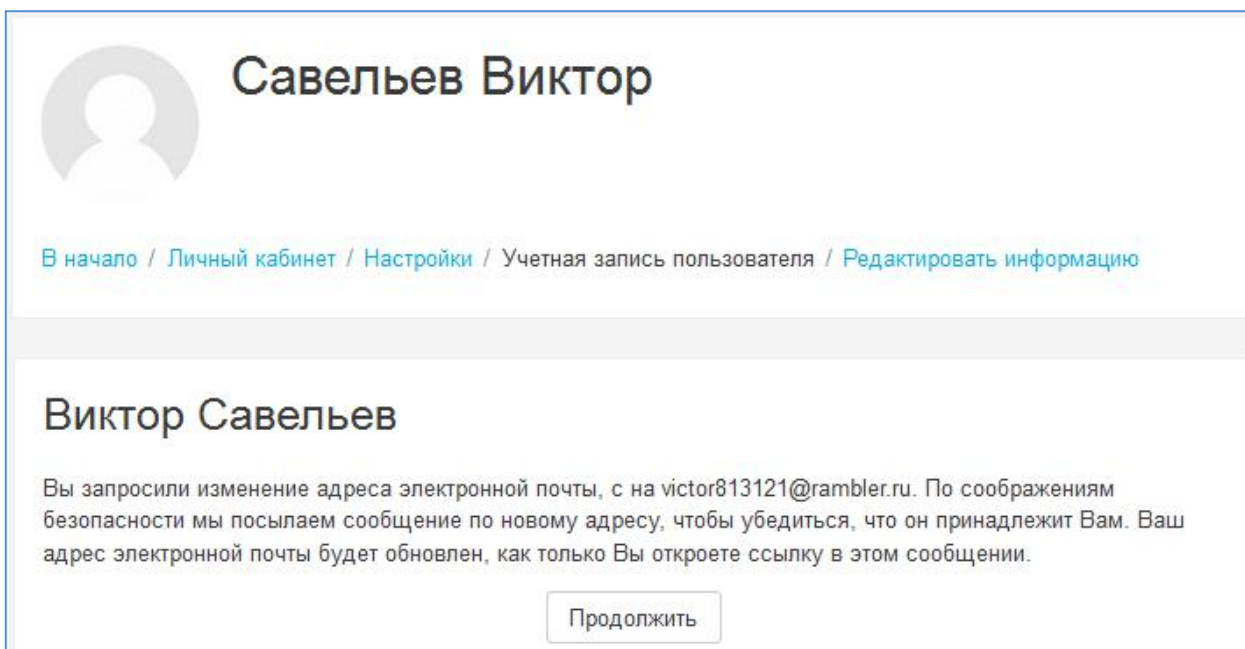 Савельев Виктор
В начало / Личный кабинет / Настройки / Учетная запись пользователя / Редактировать информацию
Виктор Савельев
Вы запросили изменение адреса электронной почты, с на victor813121@rambler.ru. По соображениям
безопасности мы посылаем сообщение по новому адресу, чтобы убедиться, что он принадлежит Вам. Ваш
адрес электронной почты будет обновлен, как только Вы откроете ссылку в этом сообщении.
Продолжить